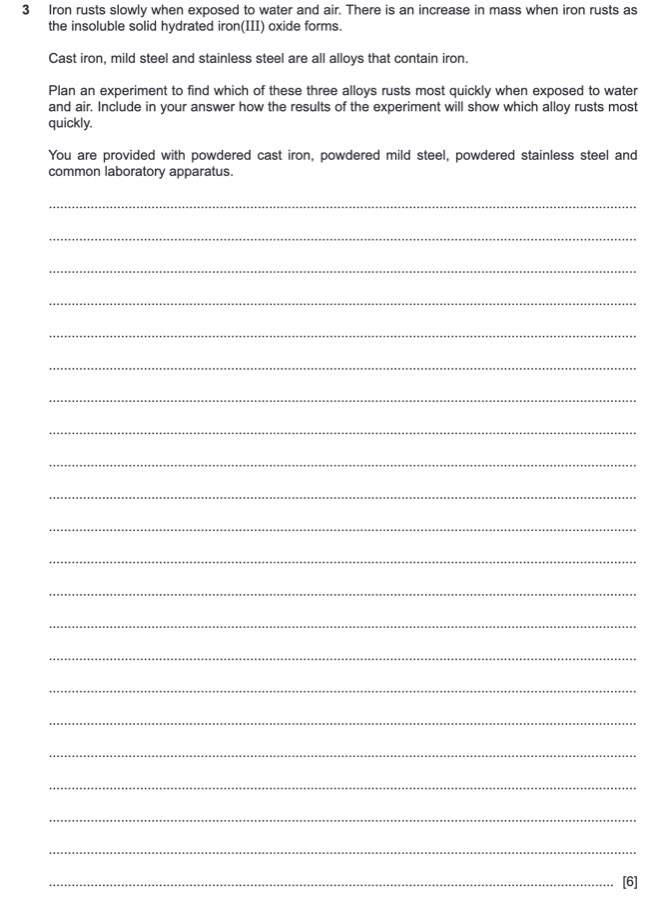 3 Iron rusts slowly when exposed to water and air. There is an increase in mass when iron rusts as
the insoluble solid hydrated iron(III) oxide forms.
Cast iron, mild steel and stainless steel are all alloys that contain iron.
Plan an experiment to find which of these three alloys rusts most quickly when exposed to water
and air. Include in your answer how the results of the experiment will show which alloy rusts most
quickly.
You are provided with powdered cast iron, powdered mild steel, powdered stainless steel and
common laboratory apparatus.
[6]